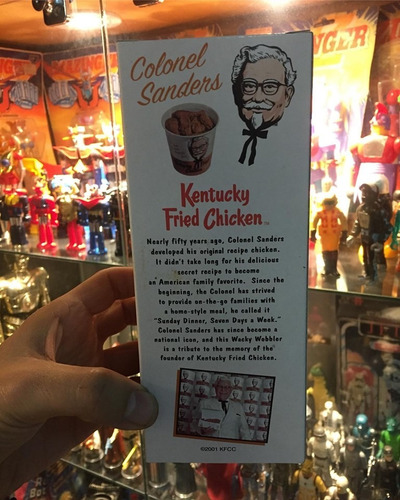 Colonel
Sanders
Kentucky
Fried Chicken™
Nearly fifty years ago, Colonel Sanders
developed his original recipe chicken.
It didn't take long for his delicious
secret recipe to become
an American family favorite. Since the
beginning, the Colonel has strived
to provide on-the-go families with
a home-style meal, he called it
"Sunday Dinner, Seven Days a Week."
Colonel Sanders has since become a
national icon, and this Wacky Wobbler
is a tribute to the memory of the
founder of Kentucky Fried Chicken.
©2001 KFCC